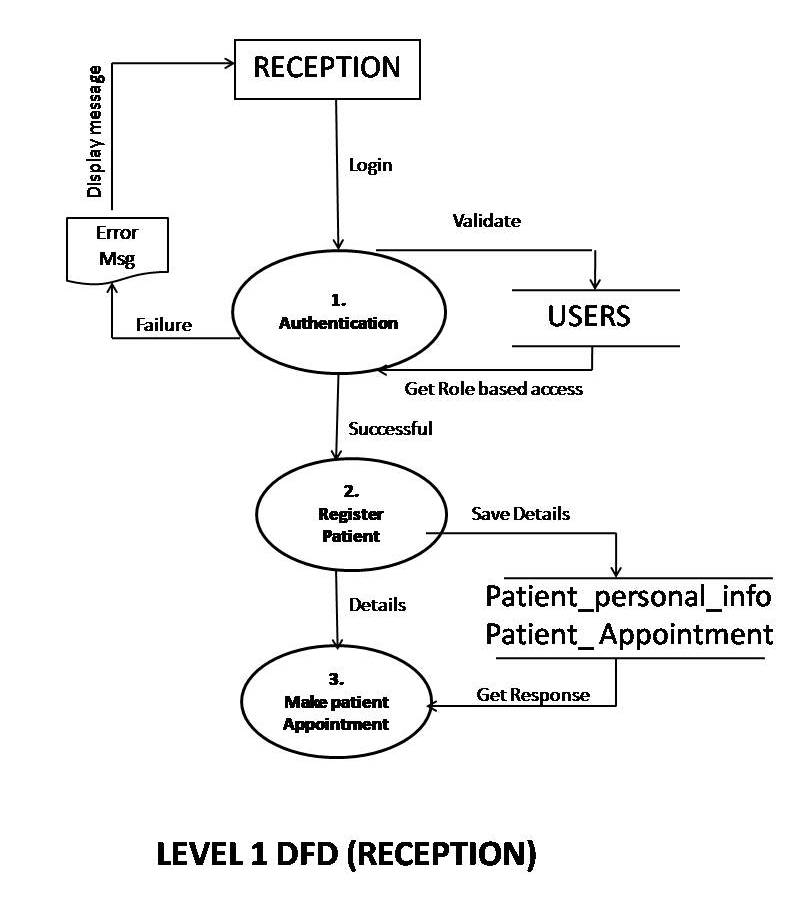 RECEPTION
Display message
Login
Validate
Error
Msg
1.
Authentication
USERS
Failure
Get Role based access
Successful
2.
Register
Patient
Save Details
Patient_personal_info
Patient_ Appointment
Details
3.
Make patient
Appointment
Get Response
LEVEL 1 DFD (RECEPTION)